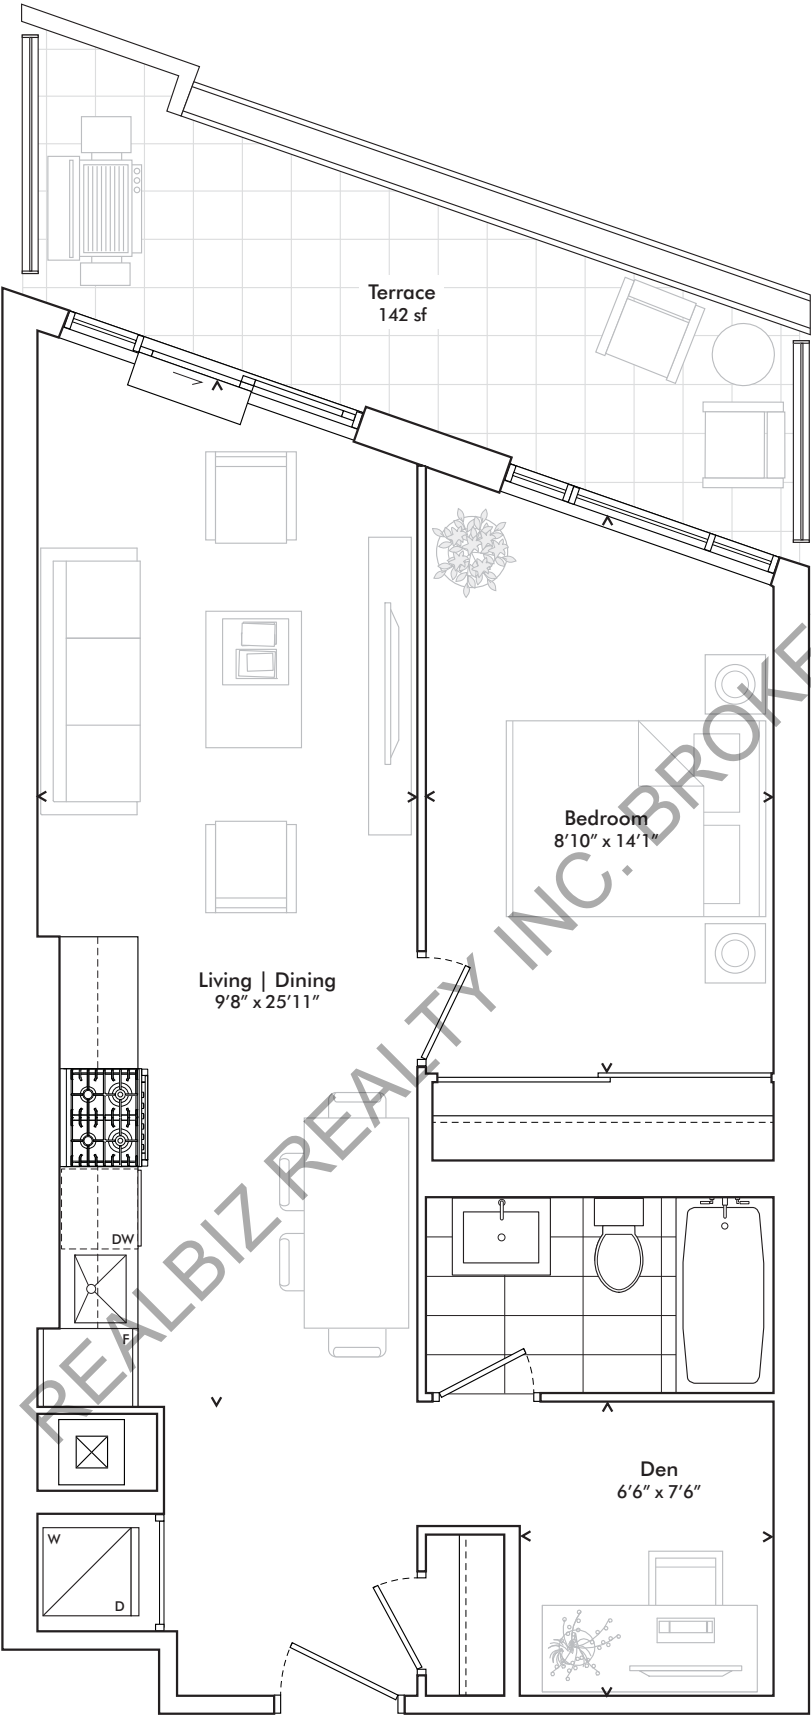 Terrace
142 sf
Bedroom
8'10" x 14'1"
Living | Dining
9'8" x 25'11"
DW
F
Den
6'6" x 7'6"
W
D
REALBIZ REALTY INC. BROKE